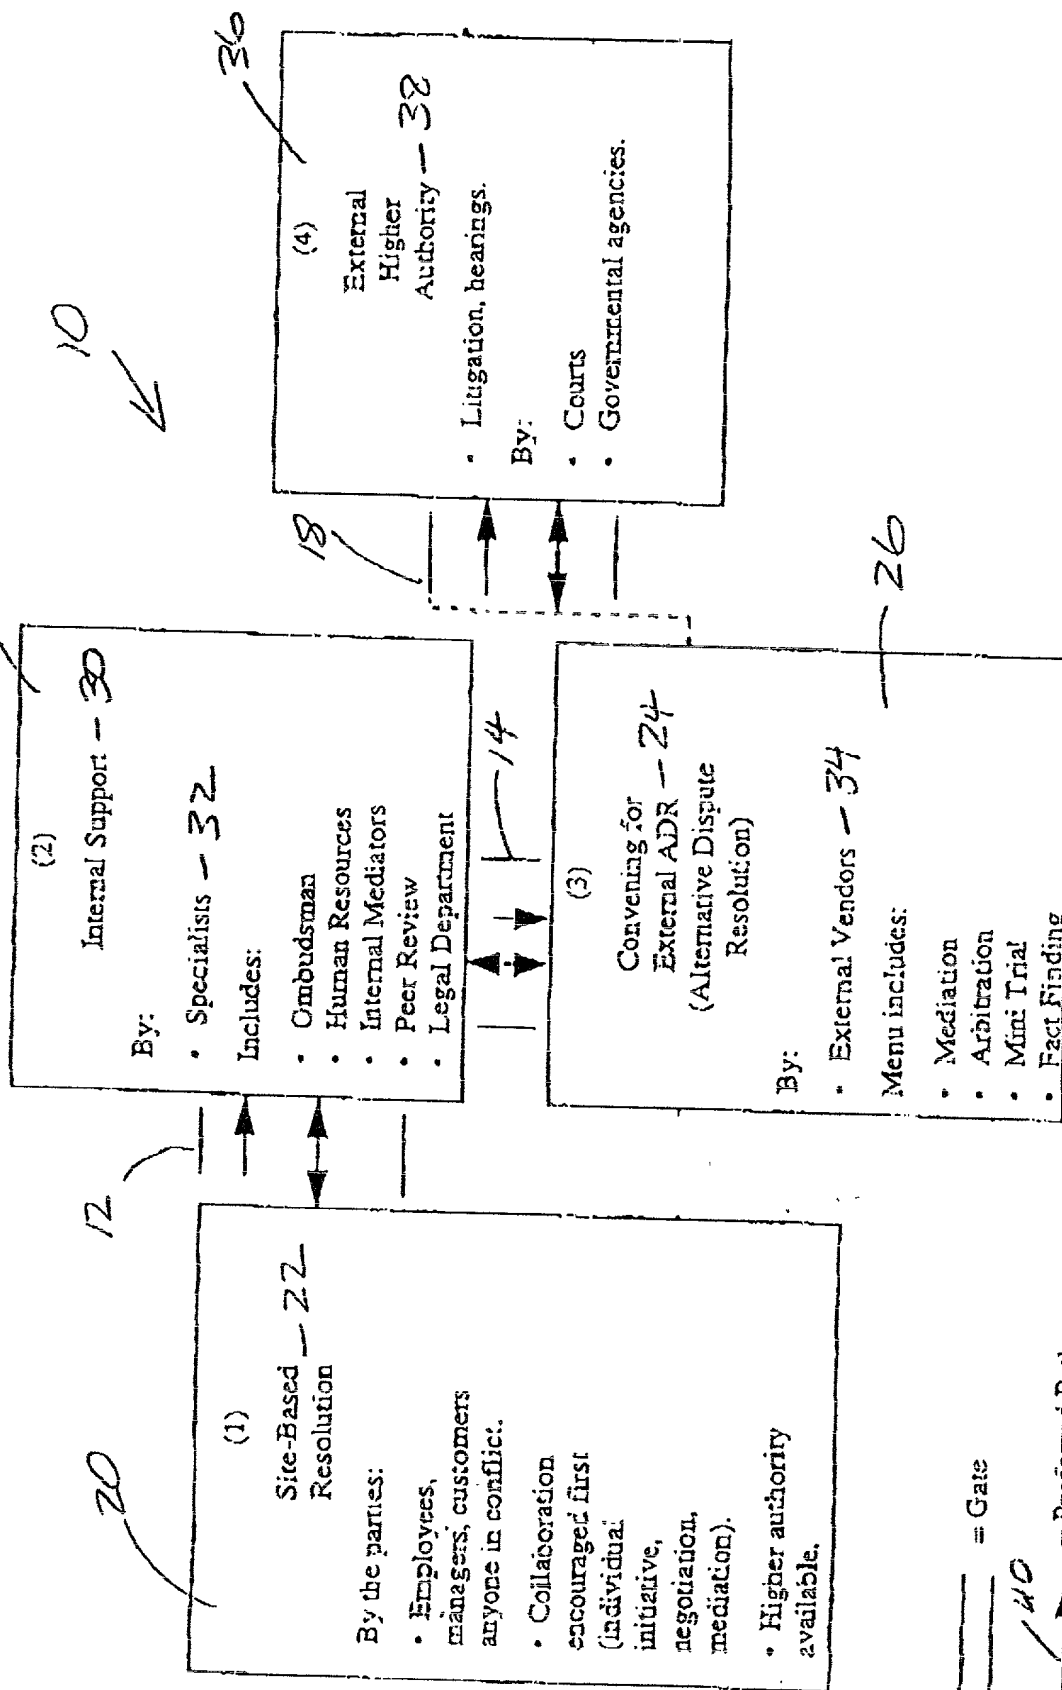 10
20
(1)
Site-Based
Resolution — 22
By the parties:
• Employees,
managers, customers
anyone in conflict.
• Collaboration
encouraged first
(individual
initiative,
negotiation,
mediation).
• Higher authority
available.
12
(2)
Internal Support — 30
By:
• Specialists — 32
Includes:
• Ombudsman
• Human Resources
• Internal Mediators
• Peer Review
• Legal Department
14
(3)
Convening for
External ADR — 24
(Alternative Dispute
Resolution)
By:
• External Vendors — 34
Menu includes:
• Mediation
• Arbitration
• Mini Trial
• Fact Finding
26
18
36
(4)
External
Higher
Authority — 38
• Litigation, hearings.
By:
• Courts
• Governmental agencies.
= Gate
40